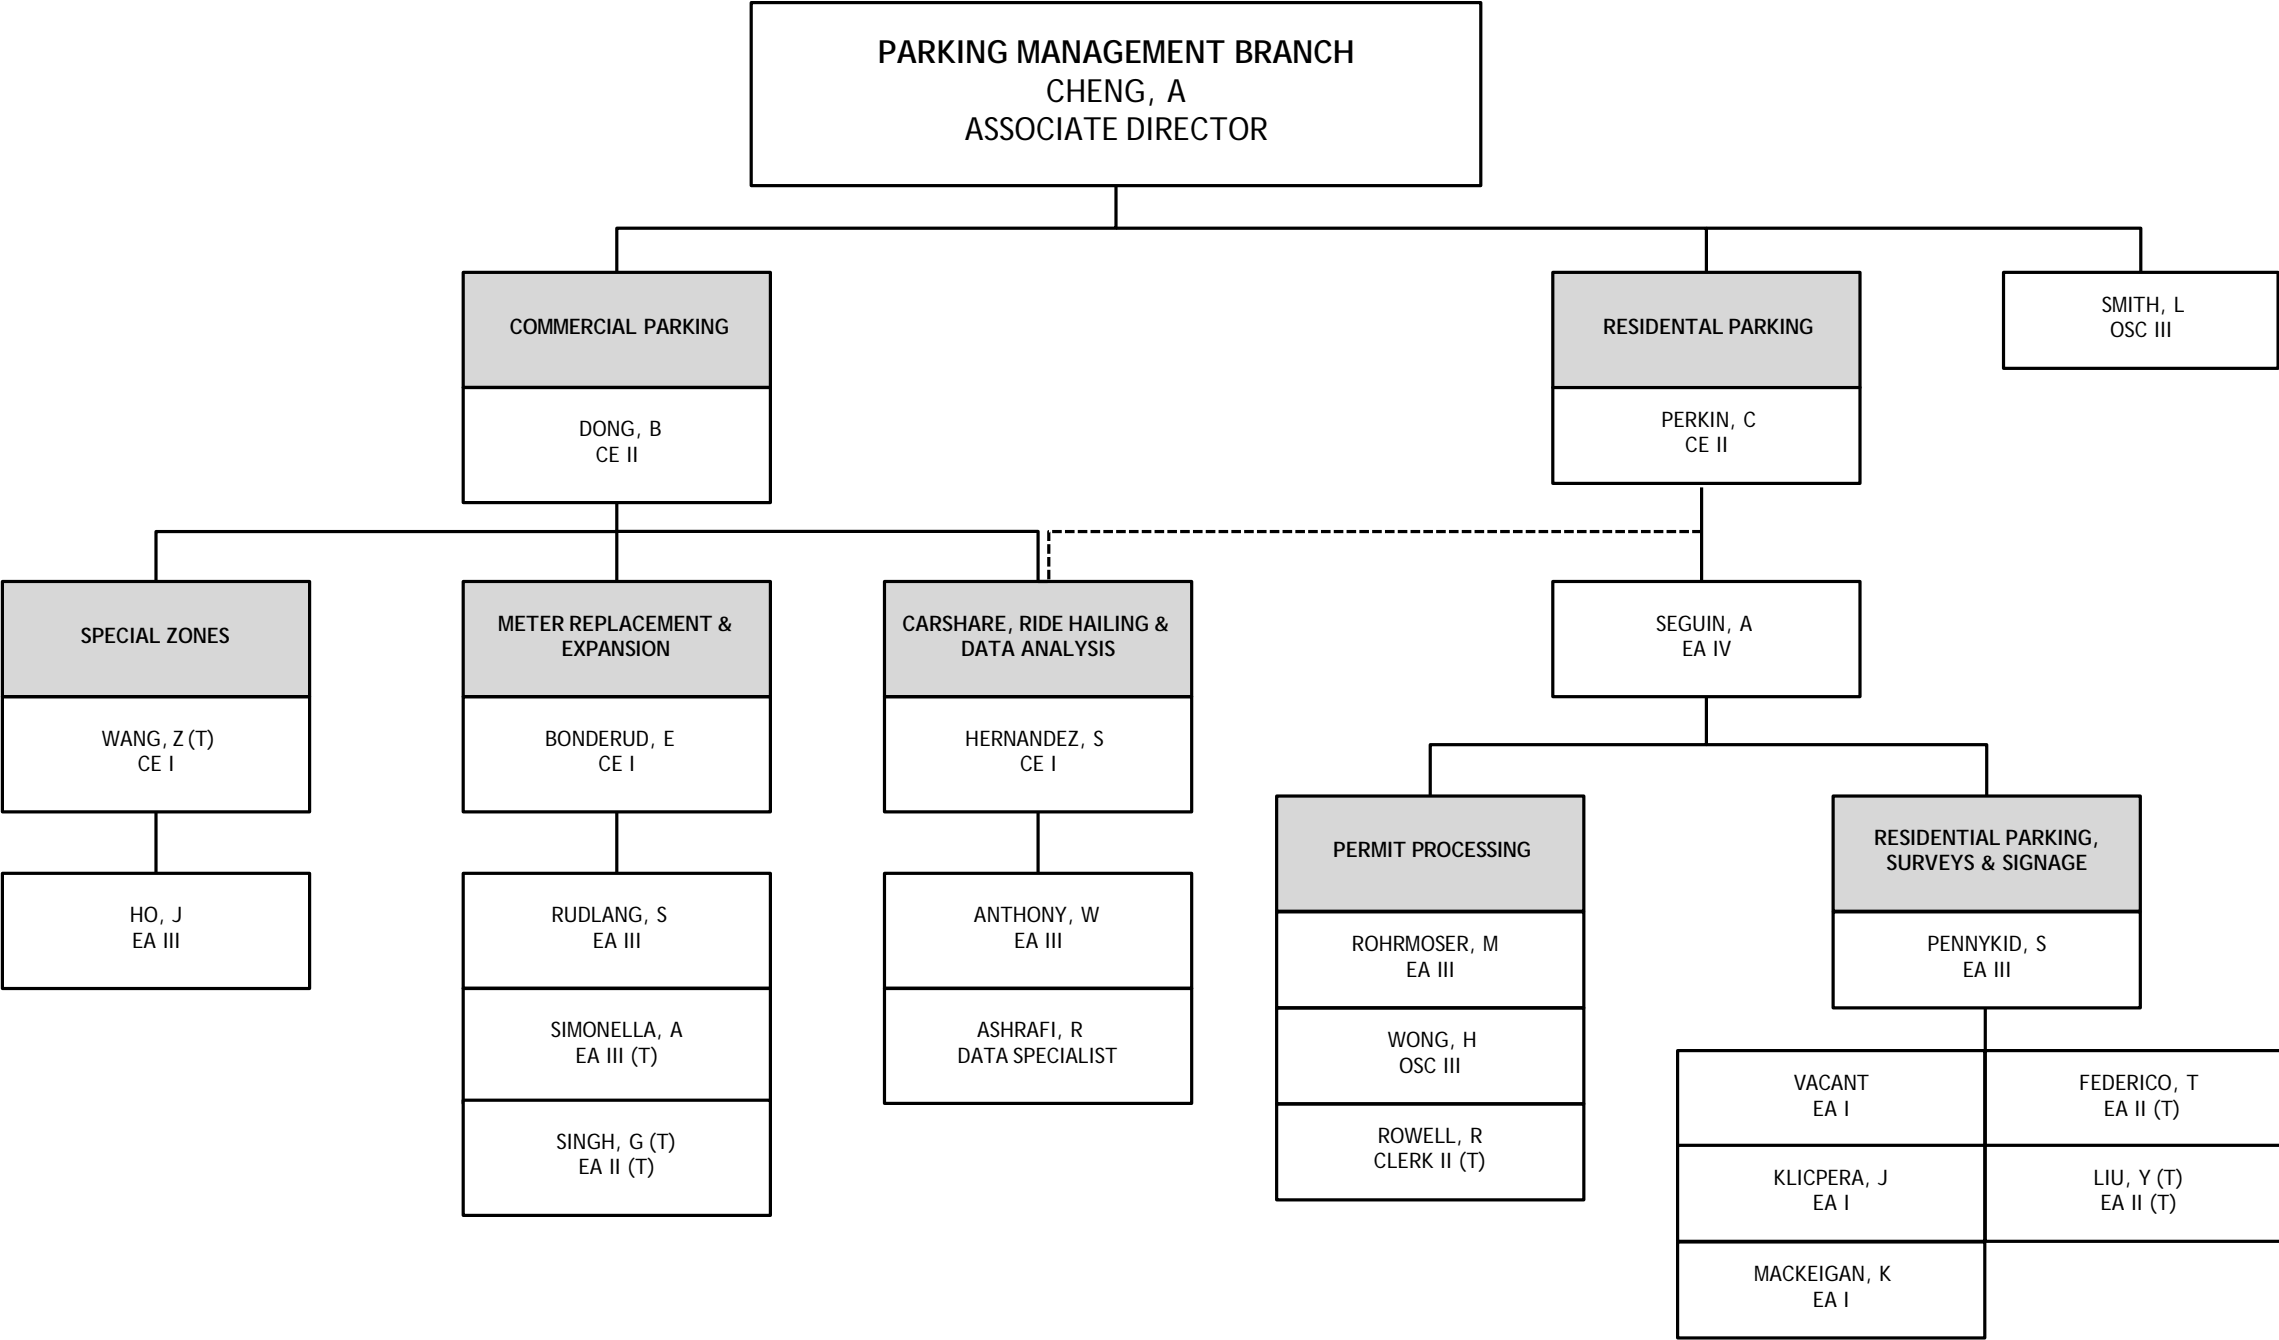 PARKING MANAGEMENT BRANCH
CHENG, A
ASSOCIATE DIRECTOR
COMMERCIAL PARKING
DONG, B
CE II
RESIDENTAL PARKING
PERKIN, C
CE II
SMITH, L
OSC III
SPECIAL ZONES
WANG, Z (T)
CE I
HO, J
EA III
METER REPLACEMENT &
EXPANSION
BONDERUD, E
CE I
RUDLANG, S
EA III
SIMONELLA, A
EA III (T)
SINGH, G (T)
EA II (T)
CARSHARE, RIDE HAILING &
DATA ANALYSIS
HERNANDEZ, S
CE I
ANTHONY, W
EA III
ASHRAFI, R
DATA SPECIALIST
SEGUIN, A
EA IV
PERMIT PROCESSING
ROHRMOSER, M
EA III
WONG, H
OSC III
ROWELL, R
CLERK II (T)
RESIDENTIAL PARKING,
SURVEYS & SIGNAGE
PENNYKID, S
EA III
VACANT
EA I
FEDERICO, T
EA II (T)
KLICPERA, J
EA I
LIU, Y (T)
EA II (T)
MACKEIGAN, K
EA I